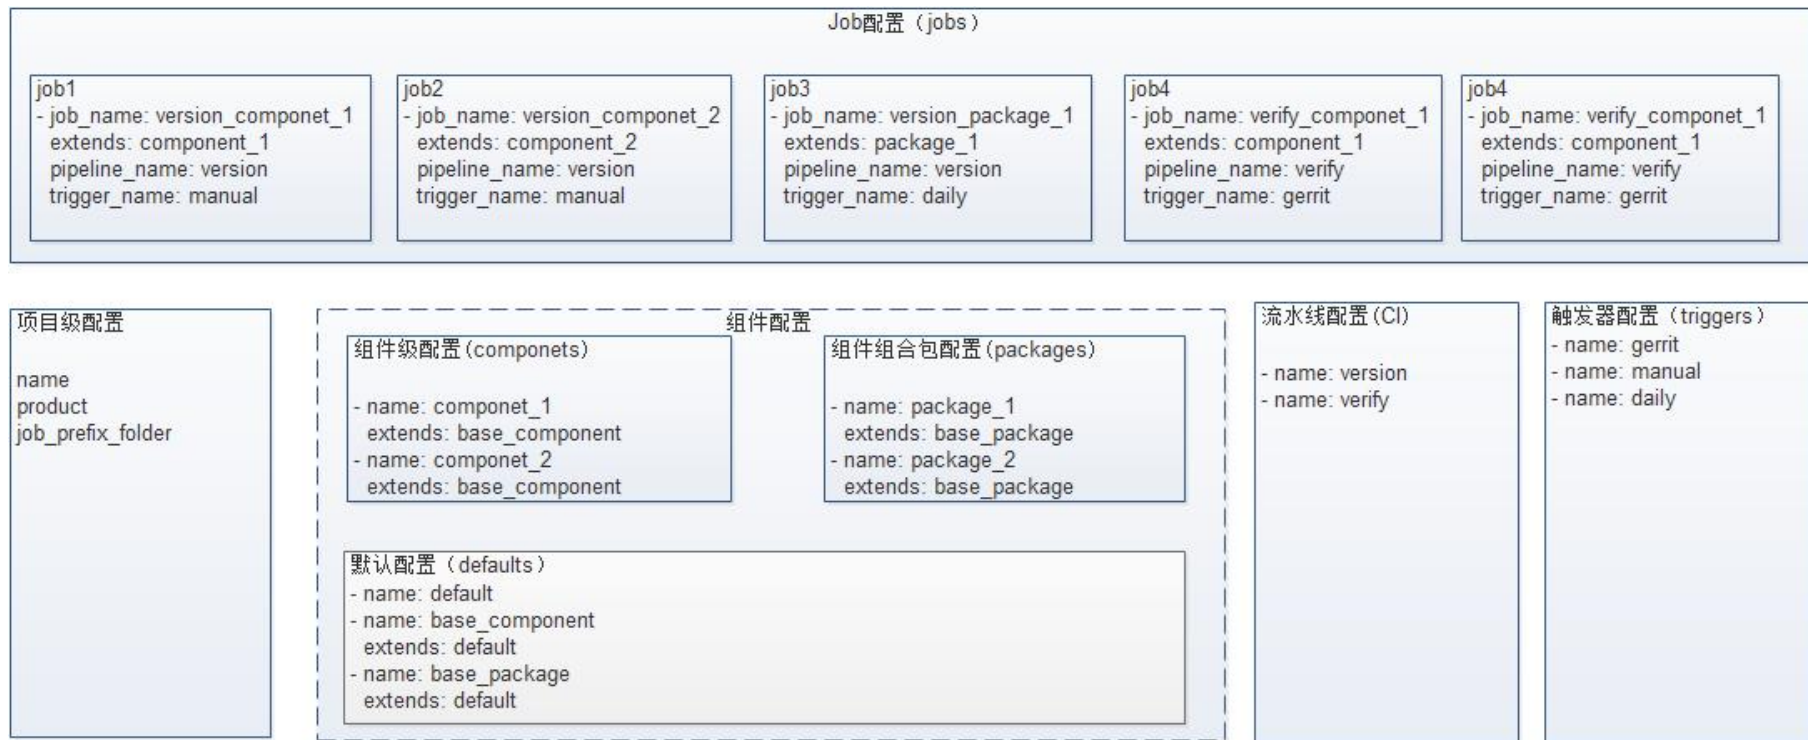 Job配置（jobs）
job1
- job_name: version_componet_1
extends: component_1
pipeline_name: version
trigger_name: manual
job2
- job_name: version_componet_2
extends: component_2
pipeline_name: version
trigger_name: manual
job3
- job_name: version_package_1
extends: package_1
pipeline_name: version
trigger_name: daily
job4
- job_name: verify_componet_1
extends: component_1
pipeline_name: verify
trigger_name: gerrit
job4
- job_name: verify_componet_1
extends: component_1
pipeline_name: verify
trigger_name: gerrit
项目级配置
name
product
job_prefix_folder
组件配置
组件级配置(componets)
- name: componet_1
extends: base_component
- name: componet_2
extends: base_component
组件组合包配置(packages)
- name: package_1
extends: base_package
- name: package_2
extends: base_package
默认配置（defaults）
- name: default
- name: base_component
extends: default
- name: base_package
extends: default
流水线配置(CI)
- name: version
- name: verify
触发器配置（triggers）
- name: gerrit
- name: manual
- name: daily